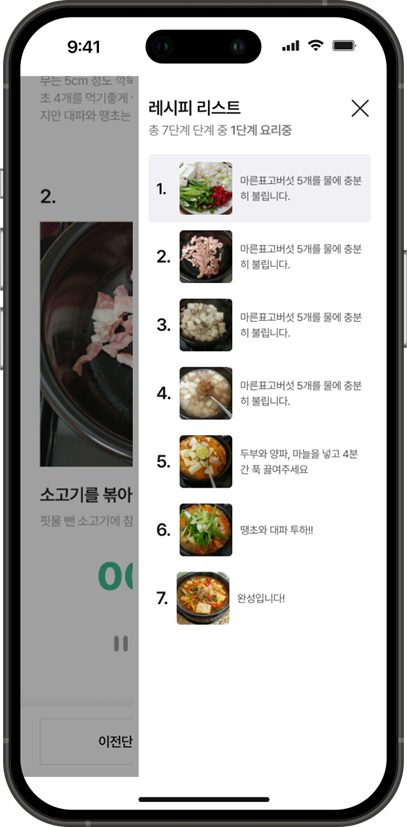 9:41
무는 5cm 정도 깍
초 4개를 먹기좋게
지만 대파와 땡초는
2.
소고기를 볶아
핏물 뺀 소고기에 참
00
이전단
레시피 리스트
총 7단계 단계 중 1단계 요리중
1.
마른표고버섯 5개를 물에 충분
히 불립니다.
2.
마른표고버섯 5개를 물에 충분
히 불립니다.
3.
마른표고버섯 5개를 물에 충분
히 불립니다.
4.
마른표고버섯 5개를 물에 충분
히 불립니다.
5.
두부와 양파, 마늘을 넣고 4분
간 푹 끓여주세요
6.
땡초와 대파 투하!!
7.
완성입니다!